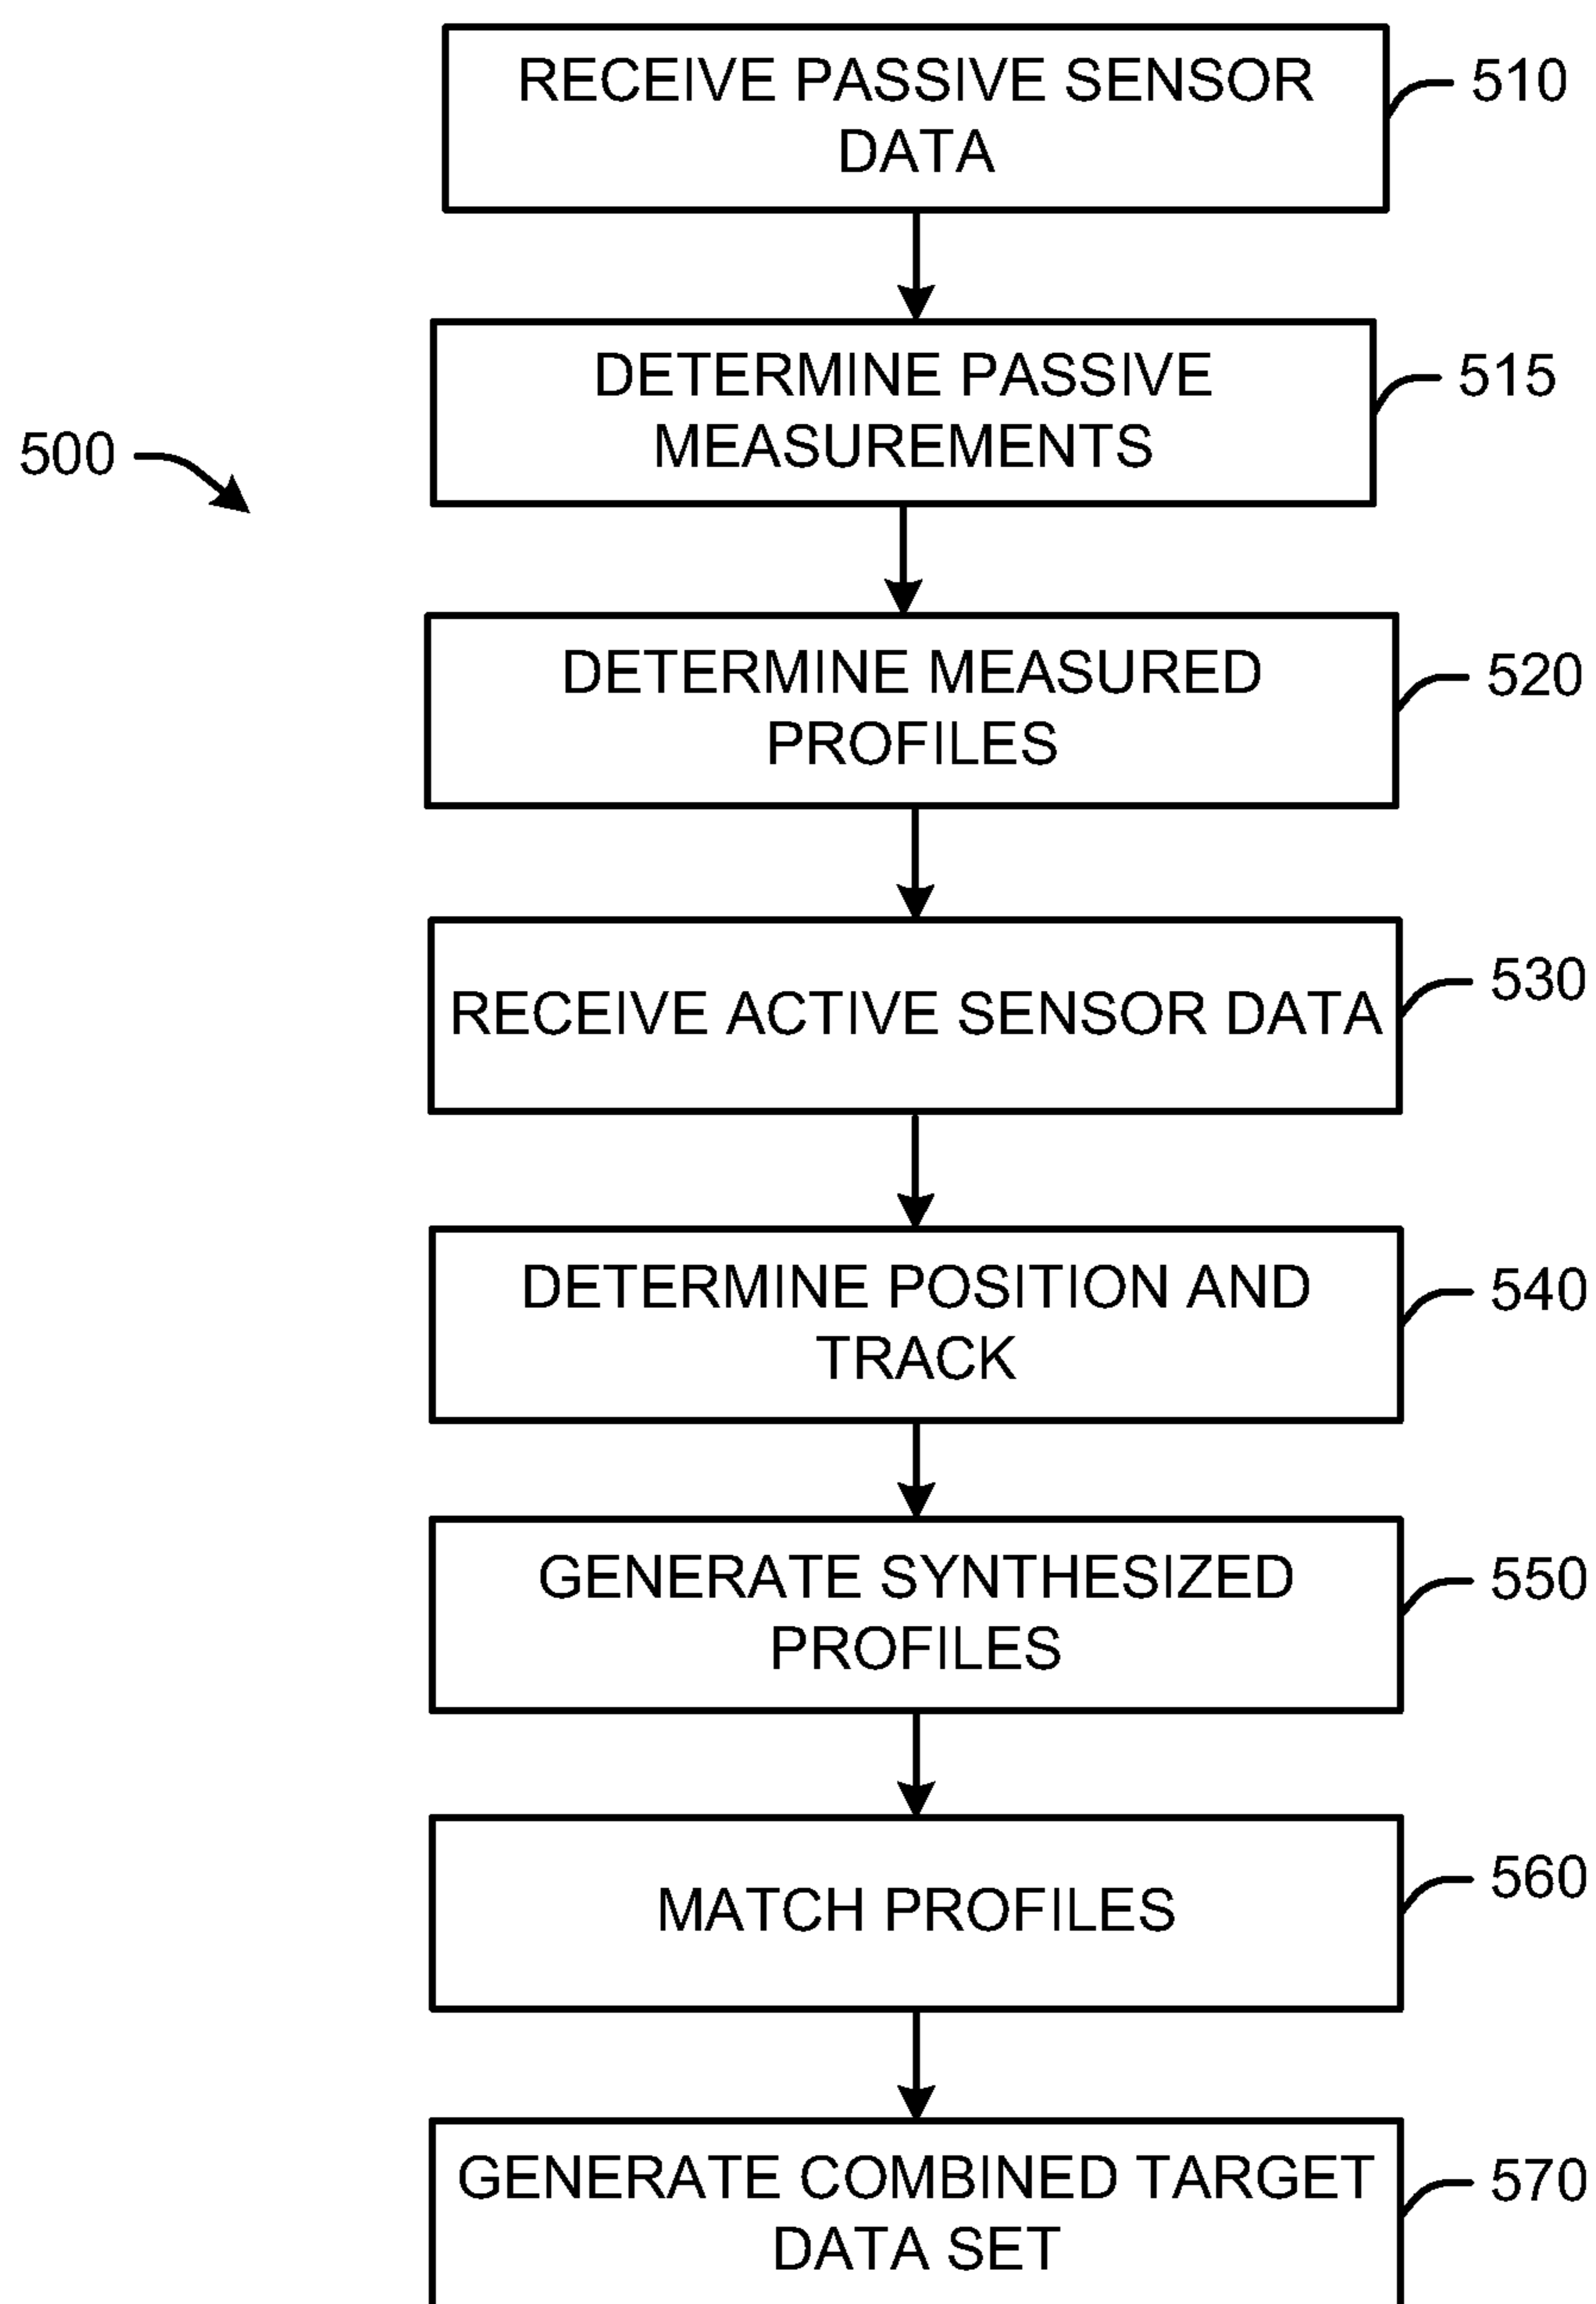 RECEIVE PASSIVE SENSOR
DATA
510
DETERMINE PASSIVE
MEASUREMENTS
515
500
DETERMINE MEASURED
PROFILES
520
RECEIVE ACTIVE SENSOR DATA
530
DETERMINE POSITION AND
TRACK
540
GENERATE SYNTHESIZED
PROFILES
550
MATCH PROFILES
560
GENERATE COMBINED TARGET
DATA SET
570